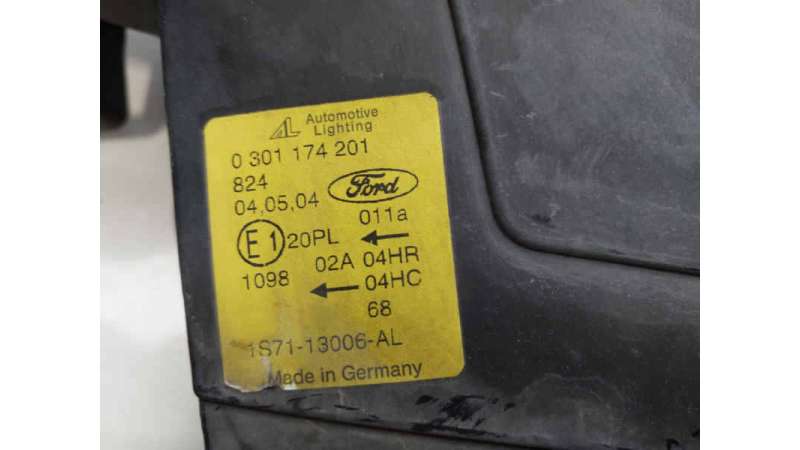 AL Automotive
Lighting
0 301 174 201
824
04,05,04 Ford
011a
E1 20PL
02A 04HR
1098 04HC
68
1S71-13006-AL
Made in Germany